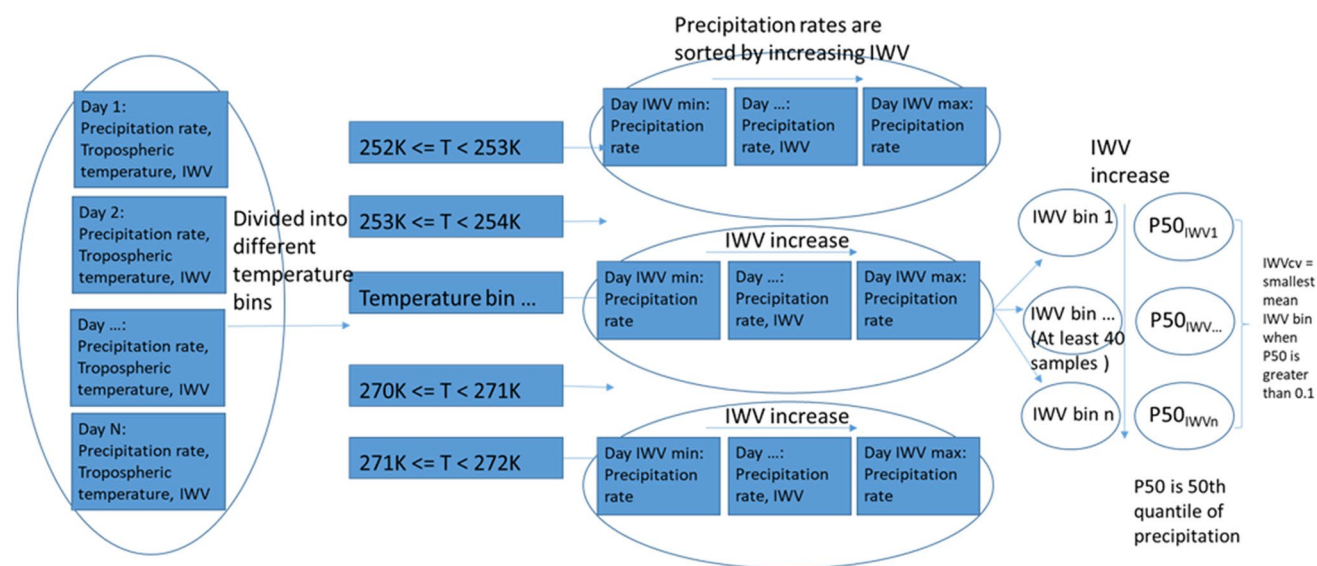 Day 1:
Precipitation rate,
Tropospheric
temperature, IWV
Day 2:
Precipitation rate,
Tropospheric
temperature, IWV
Day ...:
Precipitation rate,
Tropospheric
temperature, IWV
Day N:
Precipitation rate,
Tropospheric
temperature, IWV
Divided into
different
temperature
bins
252K <= T < 253K
253K <= T < 254K
Temperature bin ...
270K <= T < 271K
271K <= T < 272K
Precipitation rates are
sorted by increasing IWV
Day IWV min:
Precipitation
rate
Day ...:
Precipitation
rate, IWV
Day IWV max:
Precipitation
rate
IWV increase
Day IWV min:
Precipitation
rate
Day ...:
Precipitation
rate, IWV
Day IWV max:
Precipitation
rate
IWV increase
Day IWV min:
Precipitation
rate
Day ...:
Precipitation
rate, IWV
Day IWV max:
Precipitation
rate
IWV
increase
IWV bin 1
IWV bin ...
(At least 40
samples )
IWV bin n
P50IWV1
P50IWV...
P50IWVn
P50 is 50th
quantile of
precipitation
IWVcv =
smallest
mean
IWV bin
when
P50 is
greater
than 0.1